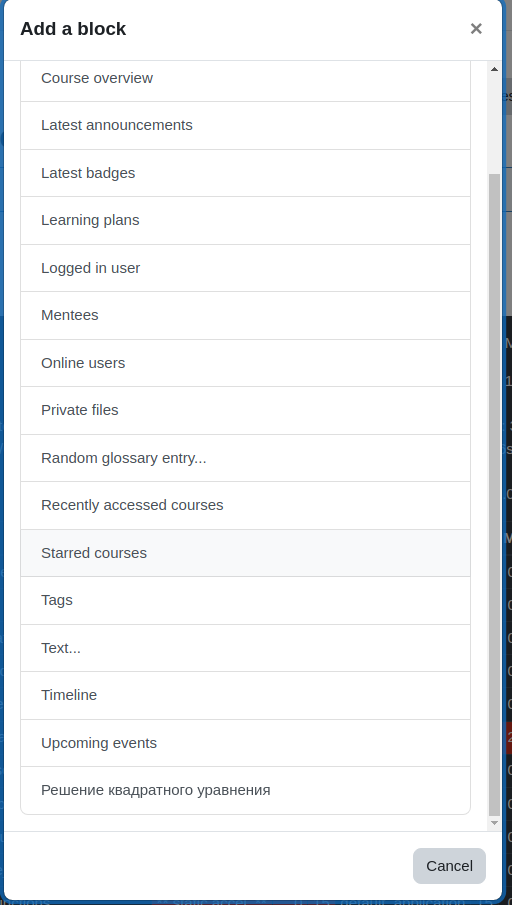 Add a block
×
Course overview
Latest announcements
Latest badges
Learning plans
Logged in user
Mentees
Online users
Private files
Random glossary entry...
Recently accessed courses
Starred courses
Tags
Text...
Timeline
Upcoming events
Решение квадратного уравнения
Cancel